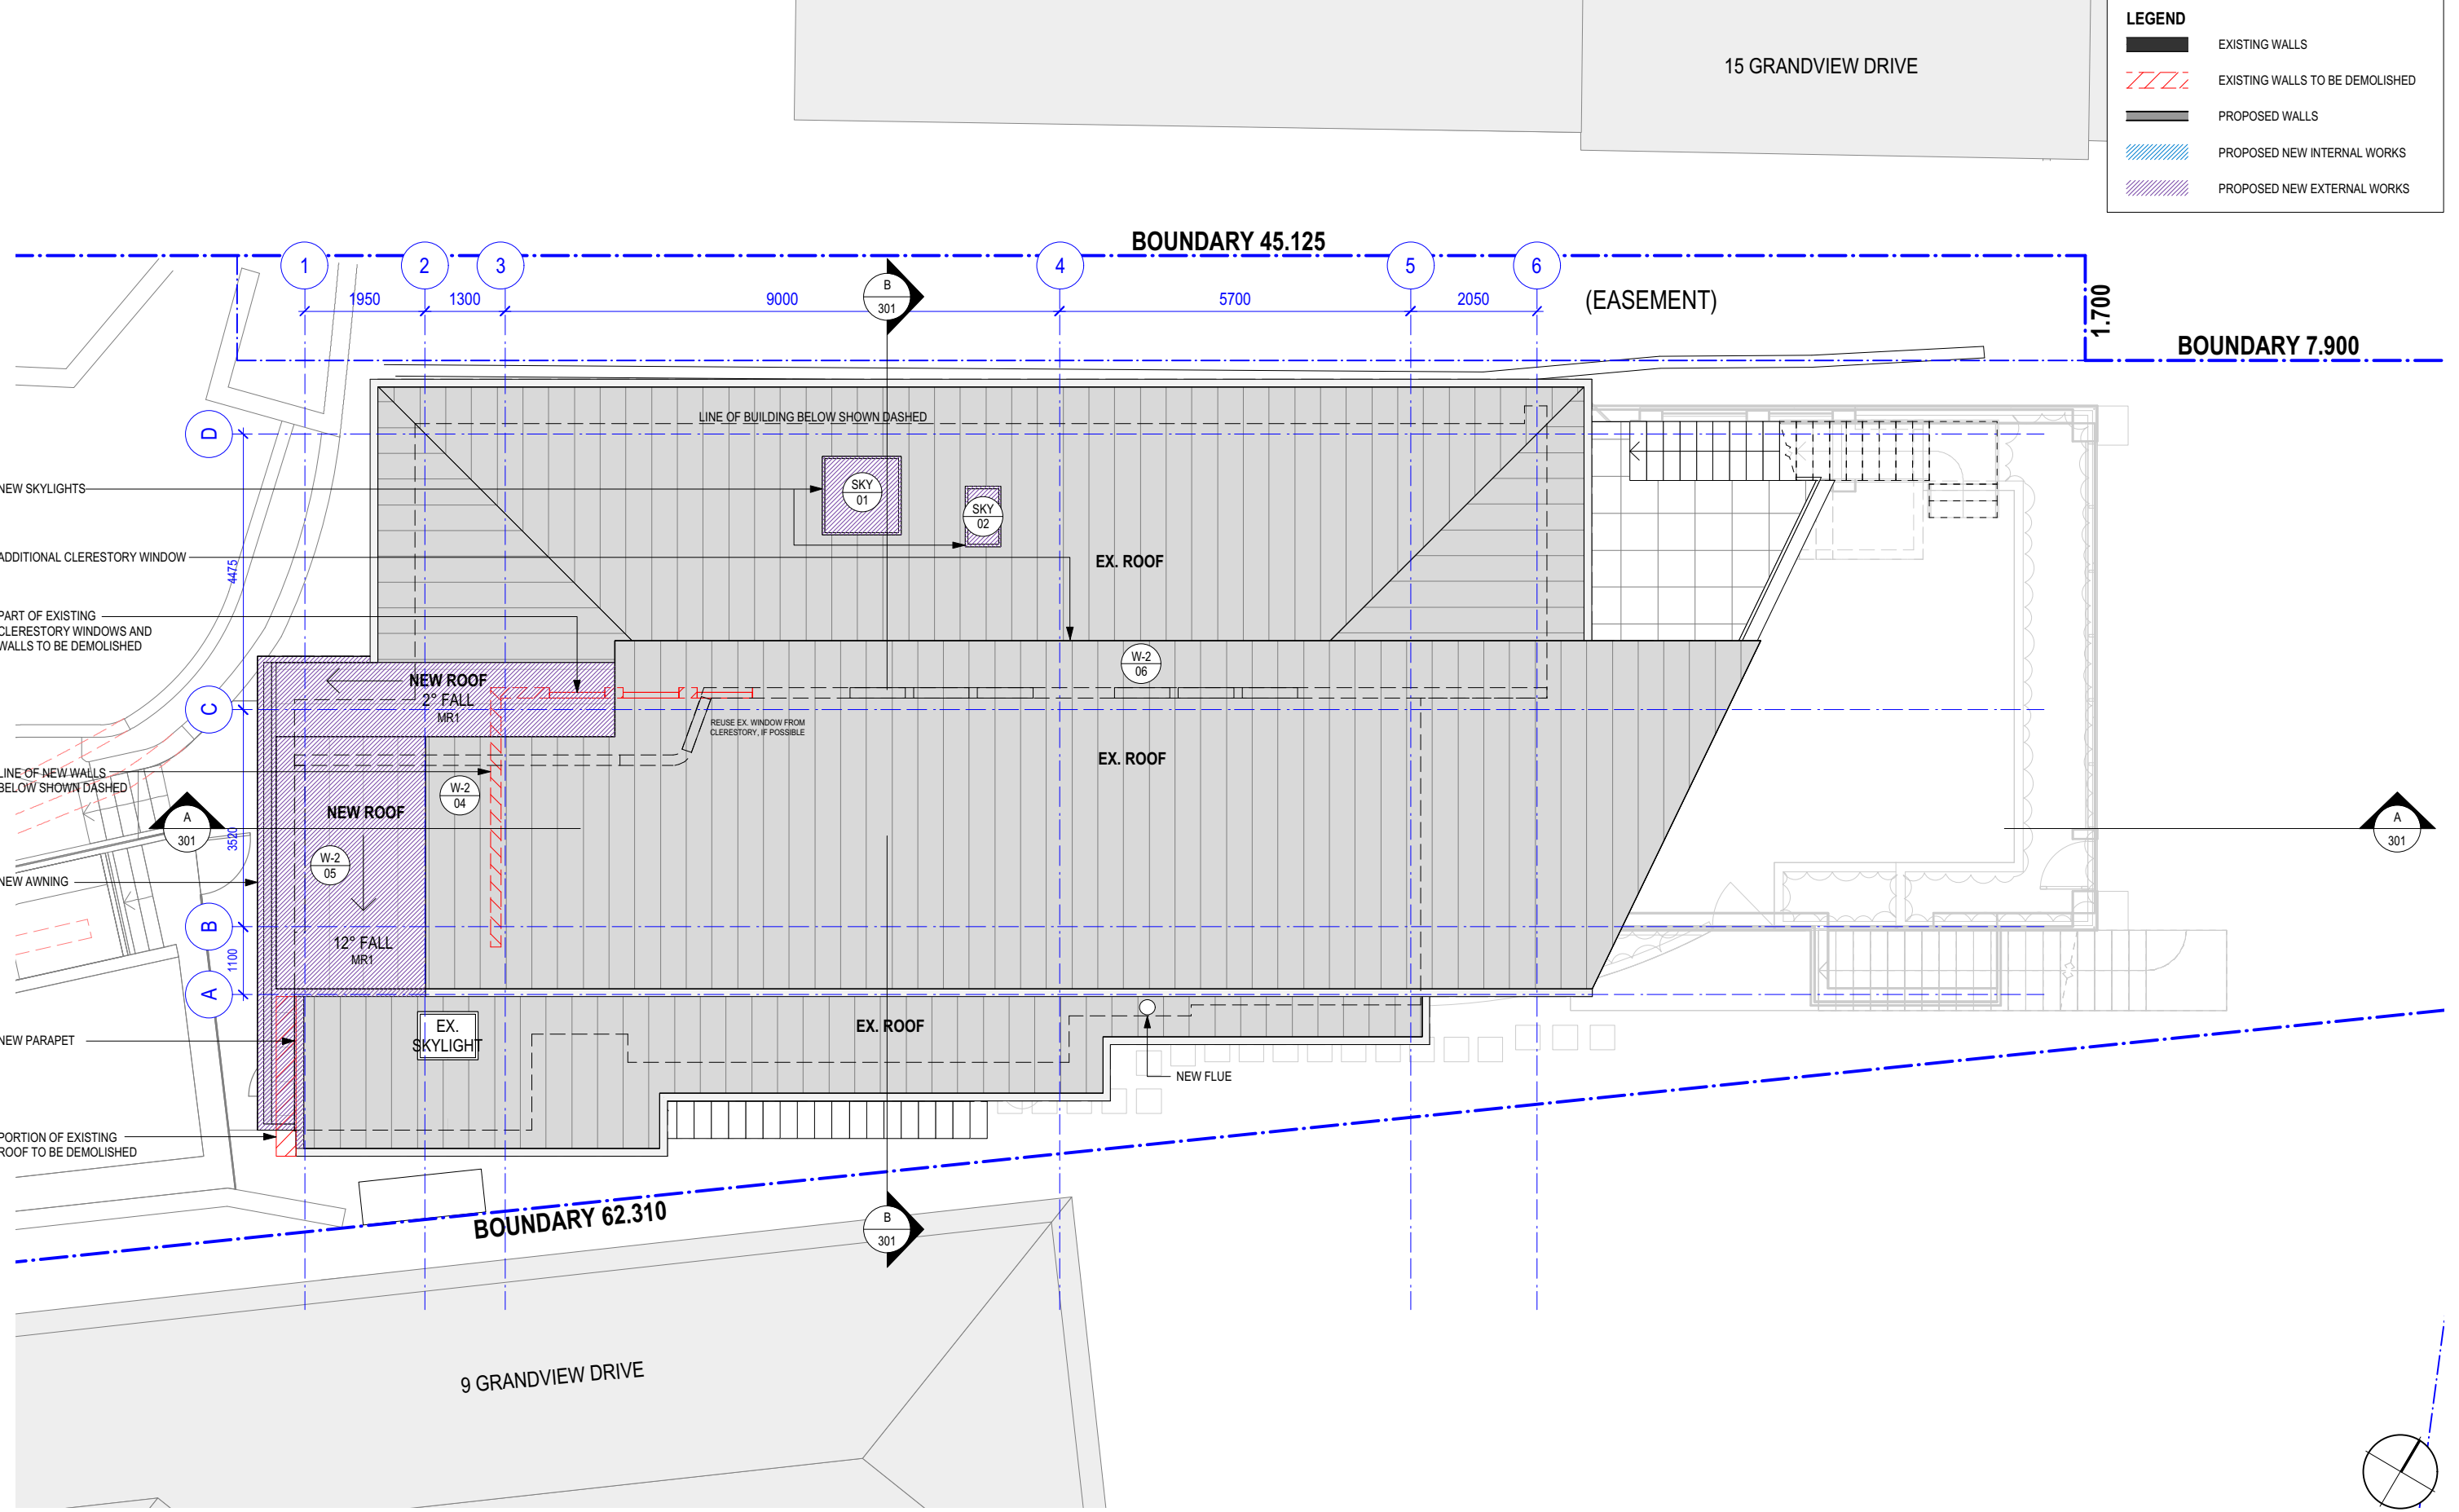 15 GRANDVIEW DRIVE
LEGEND
EXISTING WALLS
EXISTING WALLS TO BE DEMOLISHED
PROPOSED WALLS
PROPOSED NEW INTERNAL WORKS
PROPOSED NEW EXTERNAL WORKS
BOUNDARY 45.125
1
2
3
4
5
6
1950
1300
9000
5700
2050
B
301
(EASEMENT)
1.700
BOUNDARY 7.900
LINE OF BUILDING BELOW SHOWN DASHED
D
NEW SKYLIGHTS
SKY
01
SKY
02
ADDITIONAL CLERESTORY WINDOW
EX. ROOF
4475
PART OF EXISTING
CLERESTORY WINDOWS AND
WALLS TO BE DEMOLISHED
W-2
06
NEW ROOF
2° FALL
MR1
C
REUSE EX. WINDOW FROM
CLERESTORY, IF POSSIBLE
EX. ROOF
LINE OF NEW WALLS
BELOW SHOWN DASHED
W-2
04
NEW ROOF
A
301
3520
A
301
W-2
05
NEW AWNING
B
12° FALL
MR1
1100
A
EX.
SKYLIGHT
EX. ROOF
NEW PARAPET
NEW FLUE
PORTION OF EXISTING
ROOF TO BE DEMOLISHED
BOUNDARY 62.310
B
301
9 GRANDVIEW DRIVE